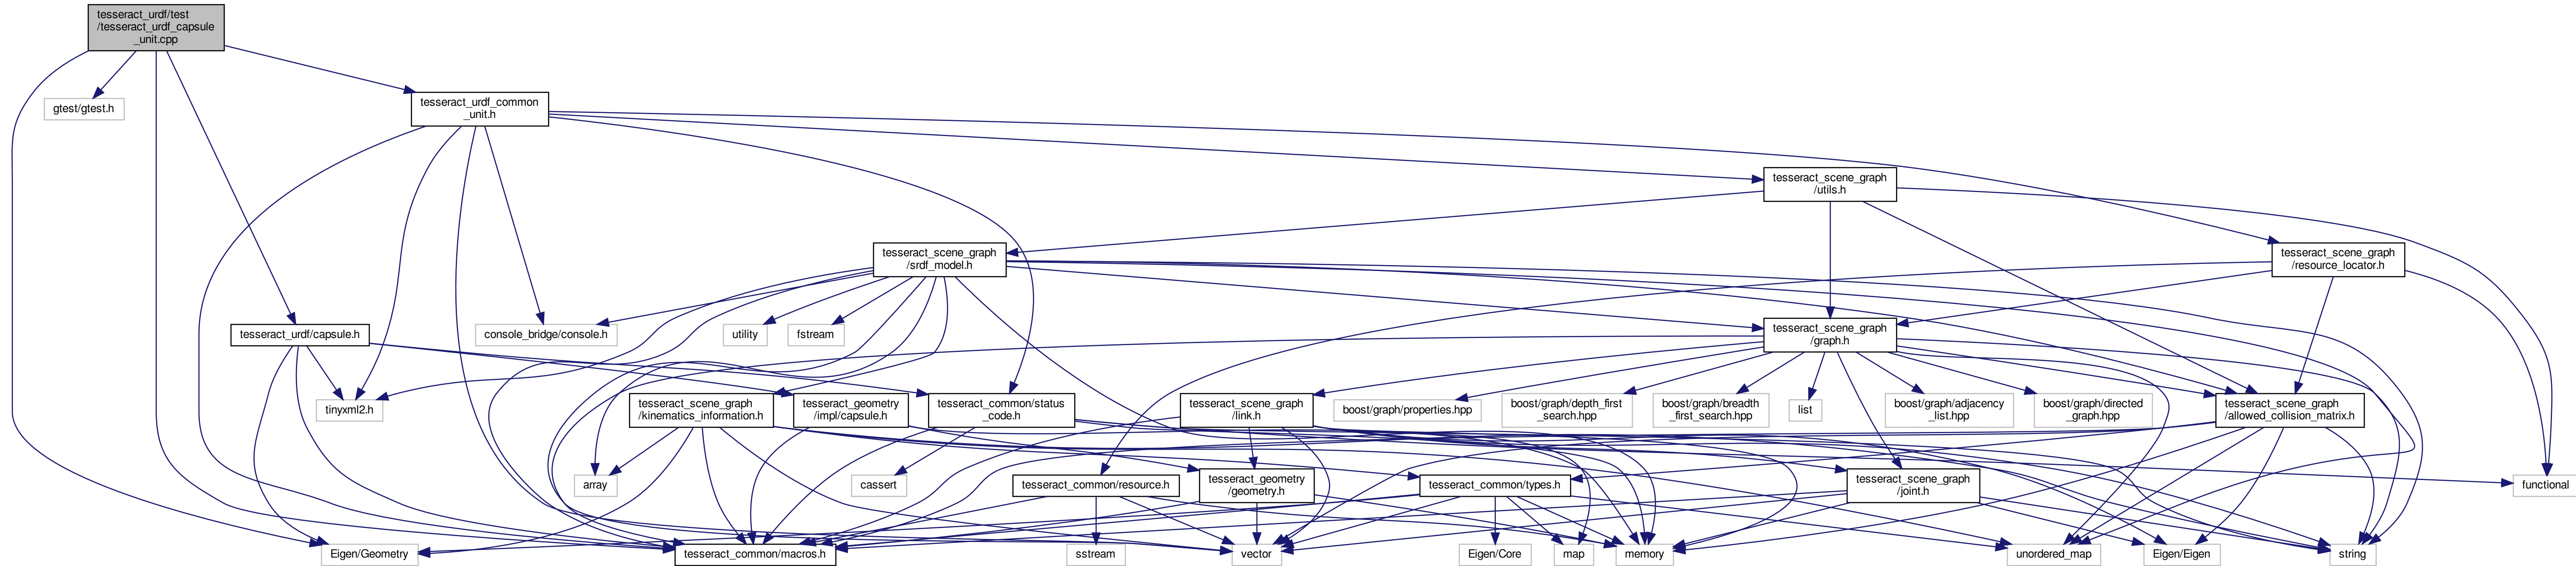 tesseract_urdf/test
/tesseract_urdf_capsule
_unit.cpp
gtest/gtest.h
tesseract_urdf_common
_unit.h
tesseract_scene_graph
/utils.h
tesseract_scene_graph
/srdf_model.h
tesseract_scene_graph
/resource_locator.h
tesseract_urdf/capsule.h
console_bridge/console.h
utility
fstream
tesseract_scene_graph
/graph.h
tinyxml2.h
tesseract_scene_graph
/kinematics_information.h
tesseract_geometry
/impl/capsule.h
tesseract_common/status
_code.h
tesseract_scene_graph
/link.h
boost/graph/properties.hpp
boost/graph/depth_first
_search.hpp
boost/graph/breadth
_first_search.hpp
list
boost/graph/adjacency
_list.hpp
boost/graph/directed
_graph.hpp
tesseract_scene_graph
/allowed_collision_matrix.h
array
cassert
tesseract_common/resource.h
tesseract_geometry
/geometry.h
tesseract_common/types.h
tesseract_scene_graph
/joint.h
functional
Eigen/Geometry
tesseract_common/macros.h
sstream
vector
Eigen/Core
map
memory
unordered_map
Eigen/Eigen
string